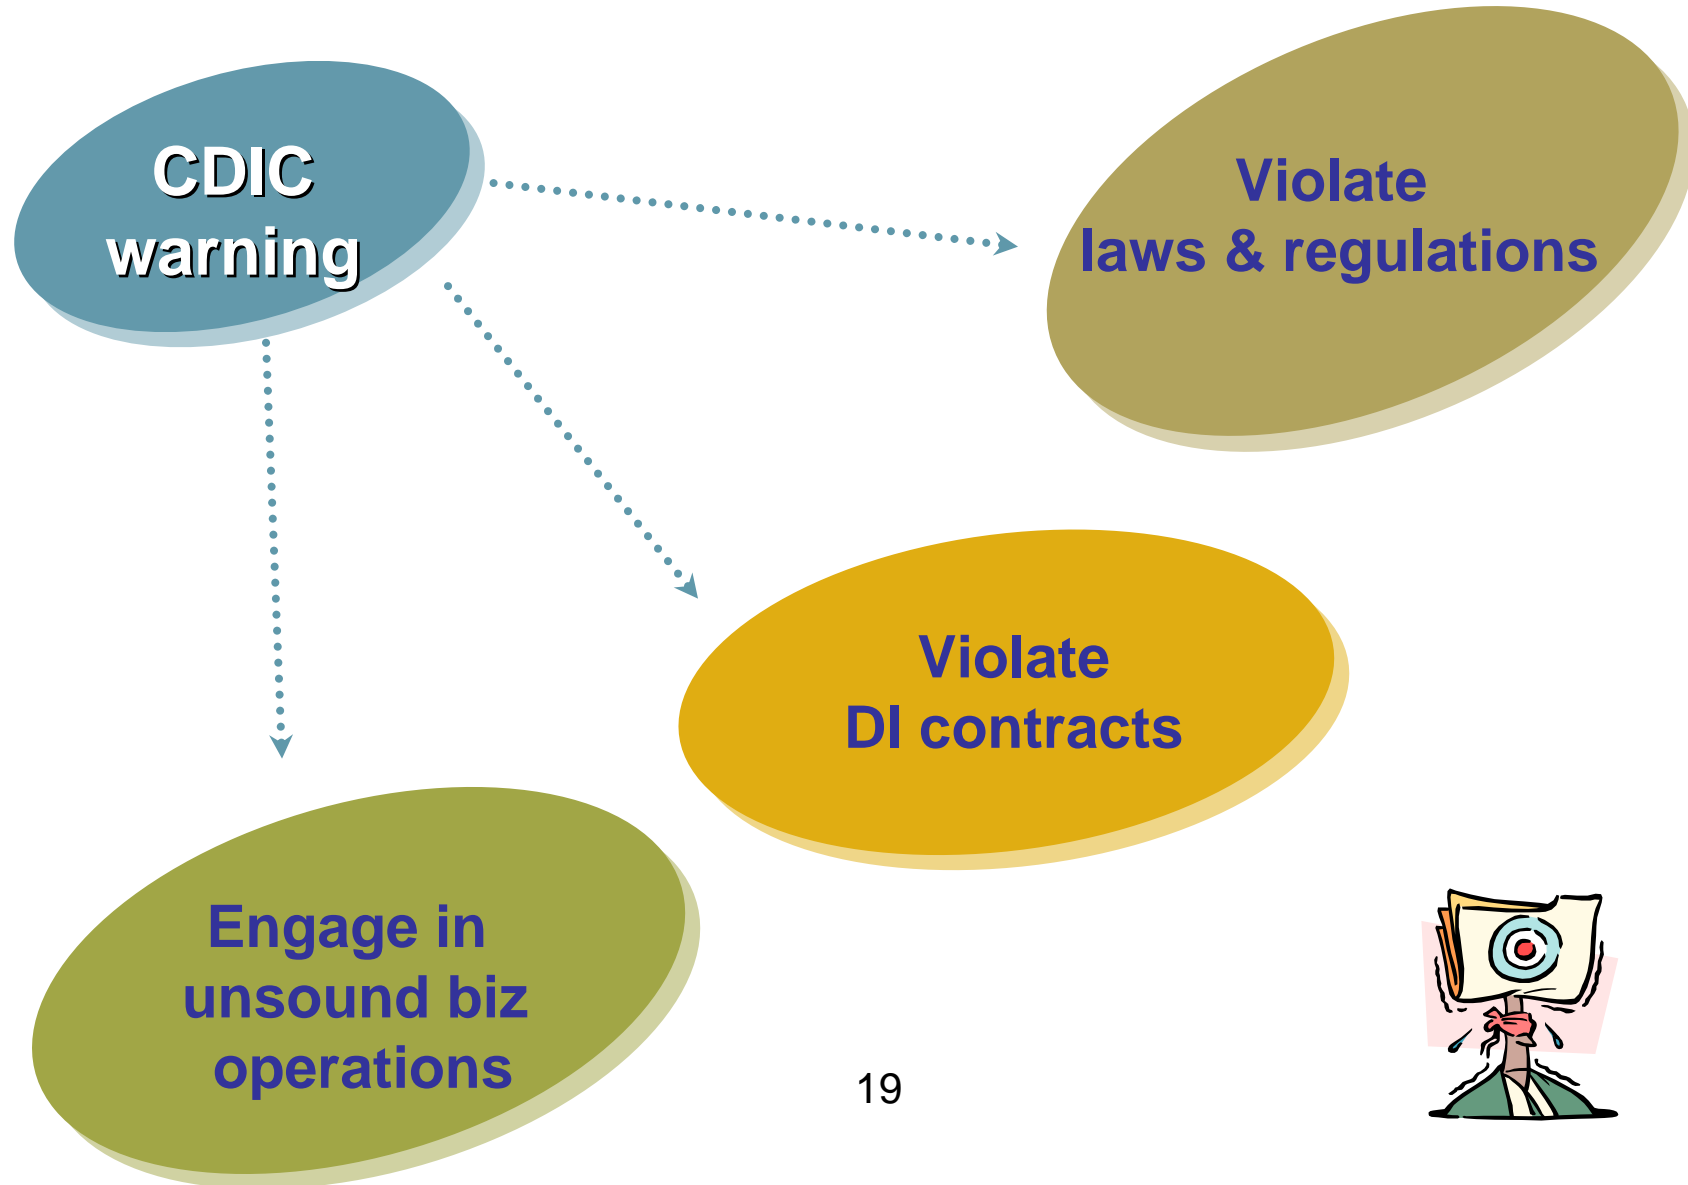 CDIC
warning
Violate
laws & regulations
Violate
DI contracts
Engage in
unsound biz
operations
19